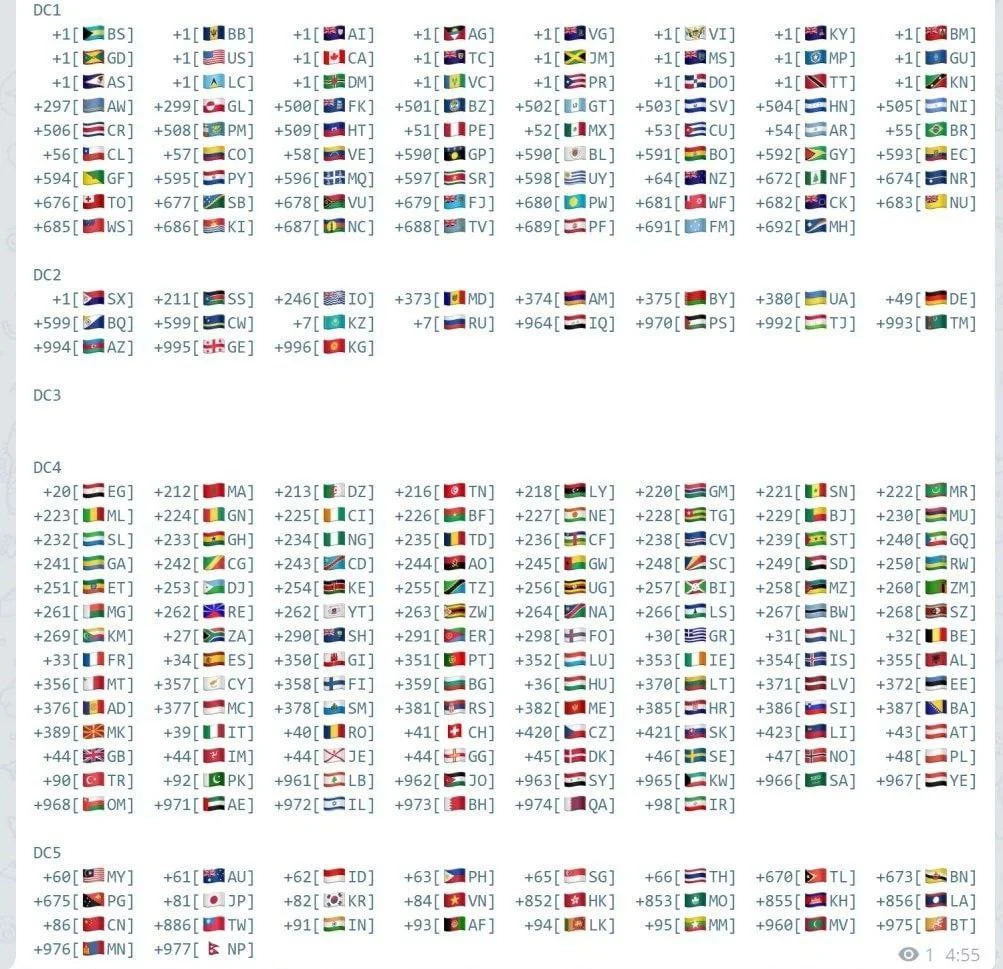 DC1
+1[🇧🇸BS] +1[🇧🇧BB] +1[🇦🇮AI] +1[🇦🇬AG] +1[🇻🇬VG] +1[🇻🇮VI] +1[🇰🇾KY] +1[🇧🇲BM]
+1[🇬🇩GD] +1[🇺🇸US] +1[🇨🇦CA] +1[🇹🇨TC] +1[🇯🇲JM] +1[🇲🇸MS] +1[🇲🇵MP] +1[🇬🇺GU]
+1[🇦🇸AS] +1[🇱🇨LC] +1[🇩🇲DM] +1[🇻🇨VC] +1[🇵🇷PR] +1[🇩🇴DO] +1[🇹🇹TT] +1[🇰🇳KN]
+297[🇦🇼AW] +299[🇬🇱GL] +500[🇫🇰FK] +501[🇧🇿BZ] +502[🇬🇹GT] +503[🇸🇻SV] +504[🇭🇳HN] +505[🇳🇮NI]
+506[🇨🇷CR] +508[🇵🇲PM] +509[🇭🇹HT] +51[🇵🇪PE] +52[🇲🇽MX] +53[🇨🇺CU] +54[🇦🇷AR] +55[🇧🇷BR]
+56[🇨🇱CL] +57[🇨🇴CO] +58[🇻🇪VE] +590[🇬🇵GP] +590[🇧🇱BL] +591[🇧🇴BO] +592[🇬🇾GY] +593[🇪🇨EC]
+594[🇬🇫GF] +595[🇵🇾PY] +596[🇲🇶MQ] +597[🇸🇷SR] +598[🇺🇾UY] +64[🇳🇿NZ] +672[🇳🇫NF] +674[🇳🇷NR]
+676[🇹🇴TO] +677[🇸🇧SB] +678[🇻🇺VU] +679[🇫🇯FJ] +680[🇵🇼PW] +681[🇼🇫WF] +682[🇨🇰CK] +683[🇳🇺NU]
+685[🇼🇸WS] +686[🇰🇮KI] +687[🇳🇨NC] +688[🇹🇻TV] +689[🇵🇫PF] +691[🇫🇲FM] +692[🇲🇭MH]
DC2
+1[🇸🇽SX] +211[🇸🇸SS] +246[🇮🇴IO] +373[🇲🇩MD] +374[🇦🇲AM] +375[🇧🇾BY] +380[🇺🇦UA] +49[🇩🇪DE]
+599[🇧🇶BQ] +599[🇨🇼CW] +7[🇰🇿KZ] +7[🇷🇺RU] +964[🇮🇶IQ] +970[🇵🇸PS] +992[🇹🇯TJ] +993[🇹🇲TM]
+994[🇦🇿AZ] +995[🇬🇪GE] +996[🇰🇬KG]
DC3
DC4
+20[🇪🇬EG] +212[🇲🇦MA] +213[🇩🇿DZ] +216[🇹🇳TN] +218[🇱🇾LY] +220[🇬🇲GM] +221[🇸🇳SN] +222[🇲🇷MR]
+223[🇲🇱ML] +224[🇬🇳GN] +225[🇨🇮CI] +226[🇧🇫BF] +227[🇳🇪NE] +228[🇹🇬TG] +229[🇧🇯BJ] +230[🇲🇺MU]
+232[🇸🇱SL] +233[🇬🇭GH] +234[🇳🇬NG] +235[🇹🇩TD] +236[🇨🇫CF] +238[🇨🇻CV] +239[🇸🇹ST] +240[🇬🇶GQ]
+241[🇬🇦GA] +242[🇨🇬CG] +243[🇨🇩CD] +244[🇦🇴AO] +245[🇬🇼GW] +248[🇸🇨SC] +249[🇸🇩SD] +250[🇷🇼RW]
+251[🇪🇹ET] +253[🇩🇯DJ] +254[🇰🇪KE] +255[🇹🇿TZ] +256[🇺🇬UG] +257[🇧🇮BI] +258[🇲🇿MZ] +260[🇿🇲ZM]
+261[🇲🇬MG] +262[🇷🇪RE] +262[🇾🇹YT] +263[🇿🇼ZW] +264[🇳🇦NA] +266[🇱🇸LS] +267[🇧🇼BW] +268[🇸🇿SZ]
+269[🇰🇲KM] +27[🇿🇦ZA] +290[🇸🇭SH] +291[🇪🇷ER] +298[🇫🇴FO] +30[🇬🇷GR] +31[🇳🇱NL] +32[🇧🇪BE]
+33[🇫🇷FR] +34[🇪🇸ES] +350[🇬🇮GI] +351[🇵🇹PT] +352[🇱🇺LU] +353[🇮🇪IE] +354[🇮🇸IS] +355[🇦🇱AL]
+356[🇲🇹MT] +357[🇨🇾CY] +358[🇫🇮FI] +359[🇧🇬BG] +36[🇭🇺HU] +370[🇱🇹LT] +371[🇱🇻LV] +372[🇪🇪EE]
+376[🇦🇩AD] +377[🇲🇨MC] +378[🇸🇲SM] +381[🇷🇸RS] +382[🇲🇪ME] +385[🇭🇷HR] +386[🇸🇮SI] +387[🇧🇦BA]
+389[🇲🇰MK] +39[🇮🇹IT] +40[🇷🇴RO] +41[🇨🇭CH] +420[🇨🇿CZ] +421[🇸🇰SK] +423[🇱🇮LI] +43[🇦🇹AT]
+44[🇬🇧GB] +44[🇮🇲IM] +44[🇯🇪JE] +44[🇬🇬GG] +45[🇩🇰DK] +46[🇸🇪SE] +47[🇳🇴NO] +48[🇵🇱PL]
+90[🇹🇷TR] +92[🇵🇰PK] +961[🇱🇧LB] +962[🇯🇴JO] +963[🇸🇾SY] +965[🇰🇼KW] +966[🇸🇦SA] +967[🇾🇪YE]
+968[🇴🇲OM] +971[🇦🇪AE] +972[🇮🇱IL] +973[🇧🇭BH] +974[🇶🇦QA] +98[🇮🇷IR]
DC5
+60[🇲🇾MY] +61[🇦🇺AU] +62[🇮🇩ID] +63[🇵🇭PH] +65[🇸🇬SG] +66[🇹🇭TH] +670[🇹🇱TL] +673[🇧🇳BN]
+675[🇵🇬PG] +81[🇯🇵JP] +82[🇰🇷KR] +84[🇻🇳VN] +852[🇭🇰HK] +853[🇲🇴MO] +855[🇰🇭KH] +856[🇱🇦LA]
+86[🇨🇳CN] +886[🇹🇼TW] +91[🇮🇳IN] +93[🇦🇫AF] +94[🇱🇰LK] +95[🇲🇲MM] +960[🇲🇻MV] +975[🇧🇹BT]
+976[🇲🇳MN] +977[🇳🇵NP]
1 4:55